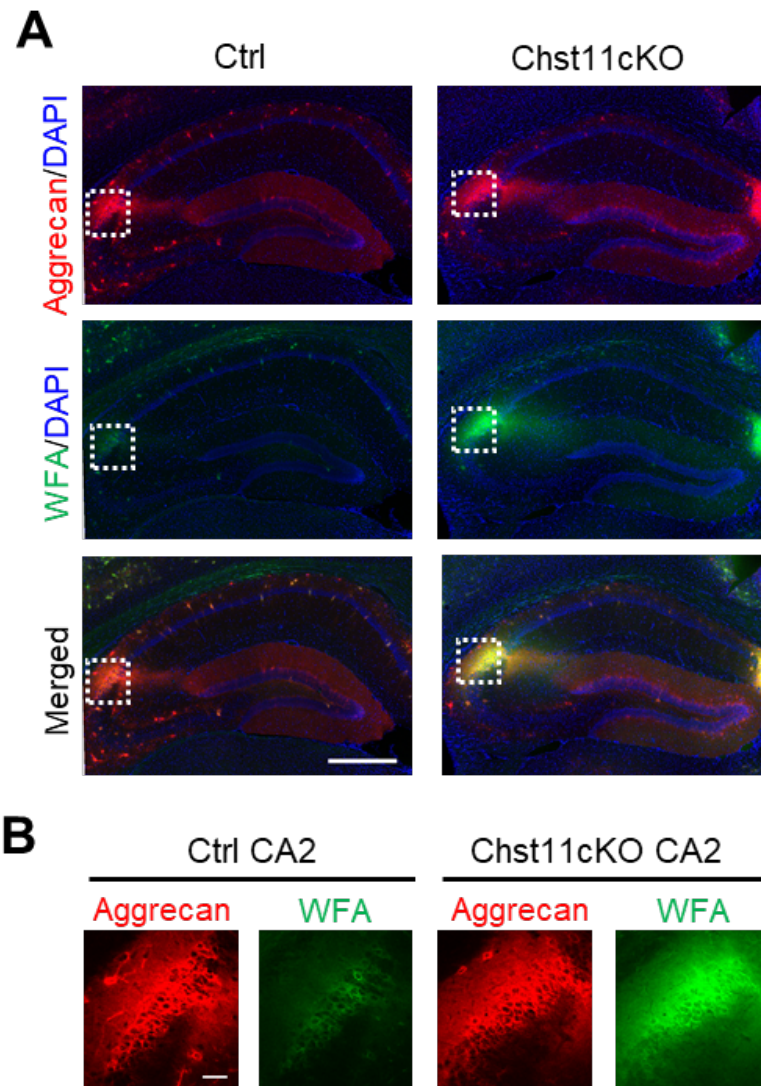 A
Ctrl
Chst11cKO
Aggrecan/DAPI
WFA/DAPI
Merged
B
Ctrl CA2
Chst11cKO CA2
Aggrecan
WFA
Aggrecan
WFA